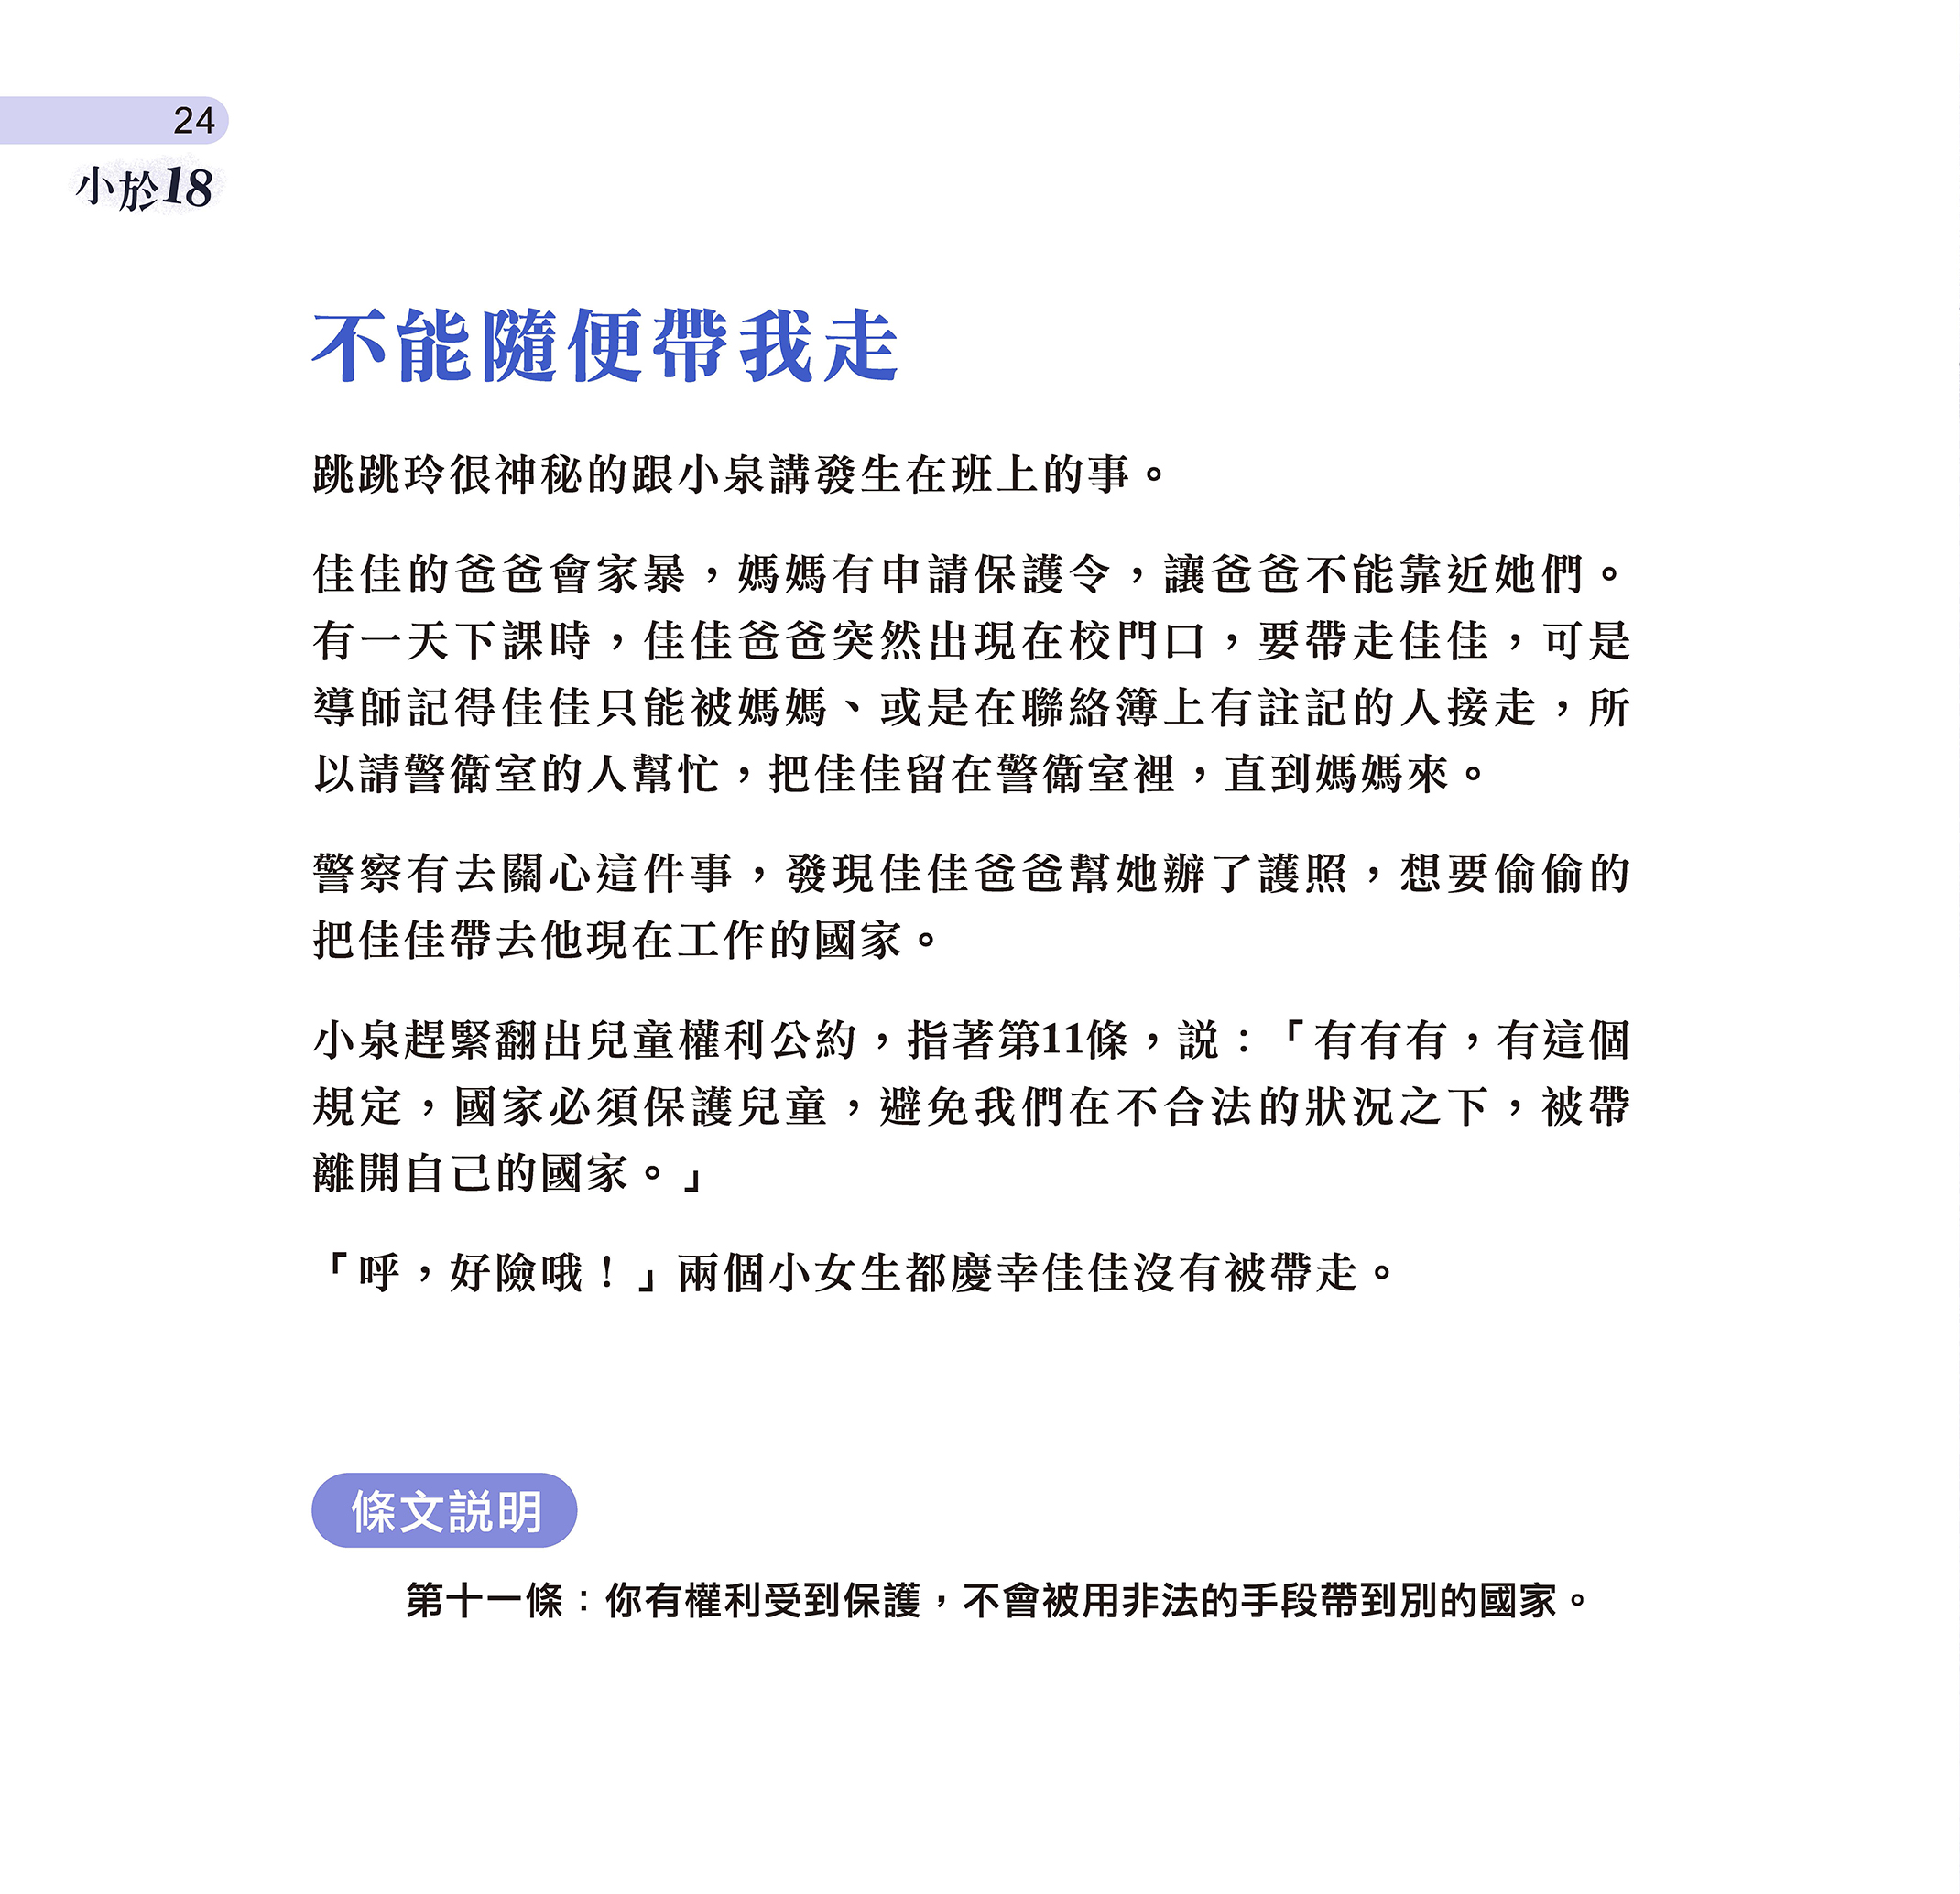 24
小於18
不能隨便帶我走
跳跳玲很神秘的跟小泉講發生在班上的事。
佳佳的爸爸會家暴，媽媽有申請保護令，讓爸爸不能靠近她們。
有一天下課時，佳佳爸爸突然出現在校門口，要帶走佳佳，可是
導師記得佳佳只能被媽媽、或是在聯絡簿上有註記的人接走，所
以請警衛室的人幫忙，把佳佳留在警衛室裡，直到媽媽來。
警察有去關心這件事，發現佳佳爸爸幫她辦了護照，想要偷偷的
把佳佳帶去他現在工作的國家。
小泉趕緊翻出兒童權利公約，指著第11條，説：「有有有，有這個
規定，國家必須保護兒童，避免我們在不合法的狀況之下，被帶
離開自己的國家。」
「呼，好險哦！」兩個小女生都慶幸佳佳沒有被帶走。
條文説明
第十一條：你有權利受到保護，不會被用非法的手段帶到別的國家。